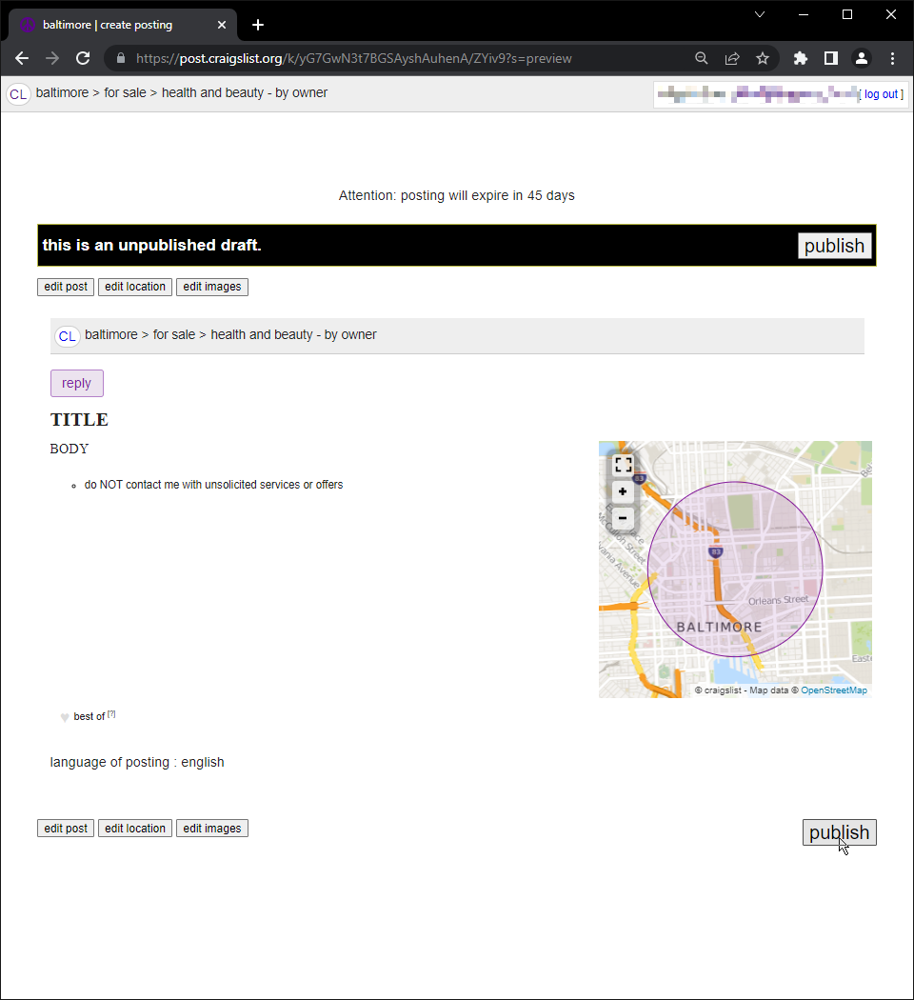 baltimore | create posting
https://post.craigslist.org/k/yG7GwN3t7BGSAyshAuhenA/ZYiv9?s=preview
CL baltimore > for sale > health and beauty - by owner
[ log out ]
Attention: posting will expire in 45 days
this is an unpublished draft. publish
edit post edit location edit images
CL baltimore > for sale > health and beauty - by owner
reply
TITLE
BODY
do NOT contact me with unsolicited services or offers
83
+
−
83
Orleans Street
BALTIMORE
© craigslist - Map data © OpenStreetMap
best of [?]
language of posting : english
edit post edit location edit images publish